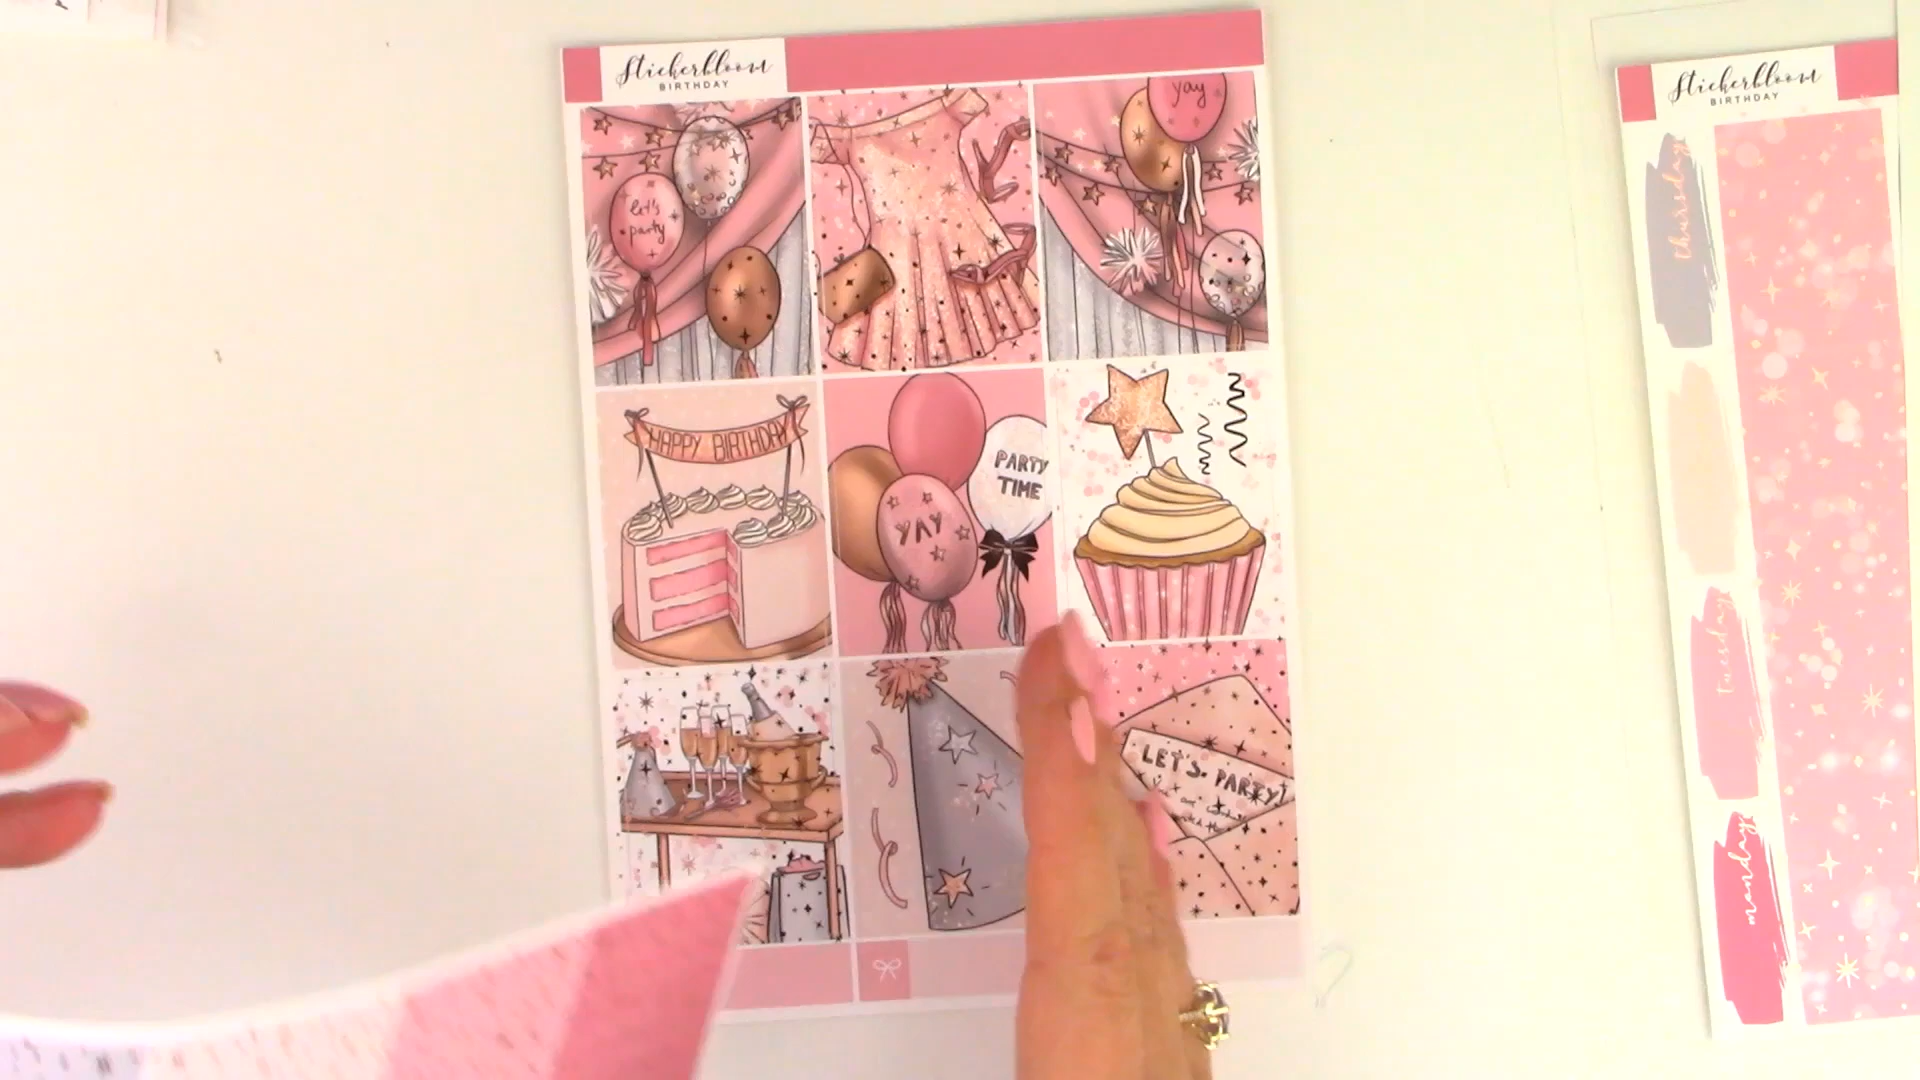 Stickerbloom
BIRTHDAY
let's
party
yay
HAPPY BIRTHDAY
YAY
PARTY
TIME
LET'S PARTY!
Stickerbloom
BIRTHDAY
thursday
tuesday
monday